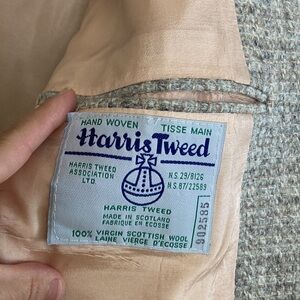 HAND WOVEN TISSE MAIN
Harris Tweed
HARRIS TWEED
ASSOCIATION
LTD.
N.S.29/8126
N.S.87/22589
HARRIS TWEED
MADE IN SCOTLAND
FABRIQUE EN ECOSSE
100% VIRGIN SCOTTISH WOOL
LAINE VIERGE D'ECOSSE
902585